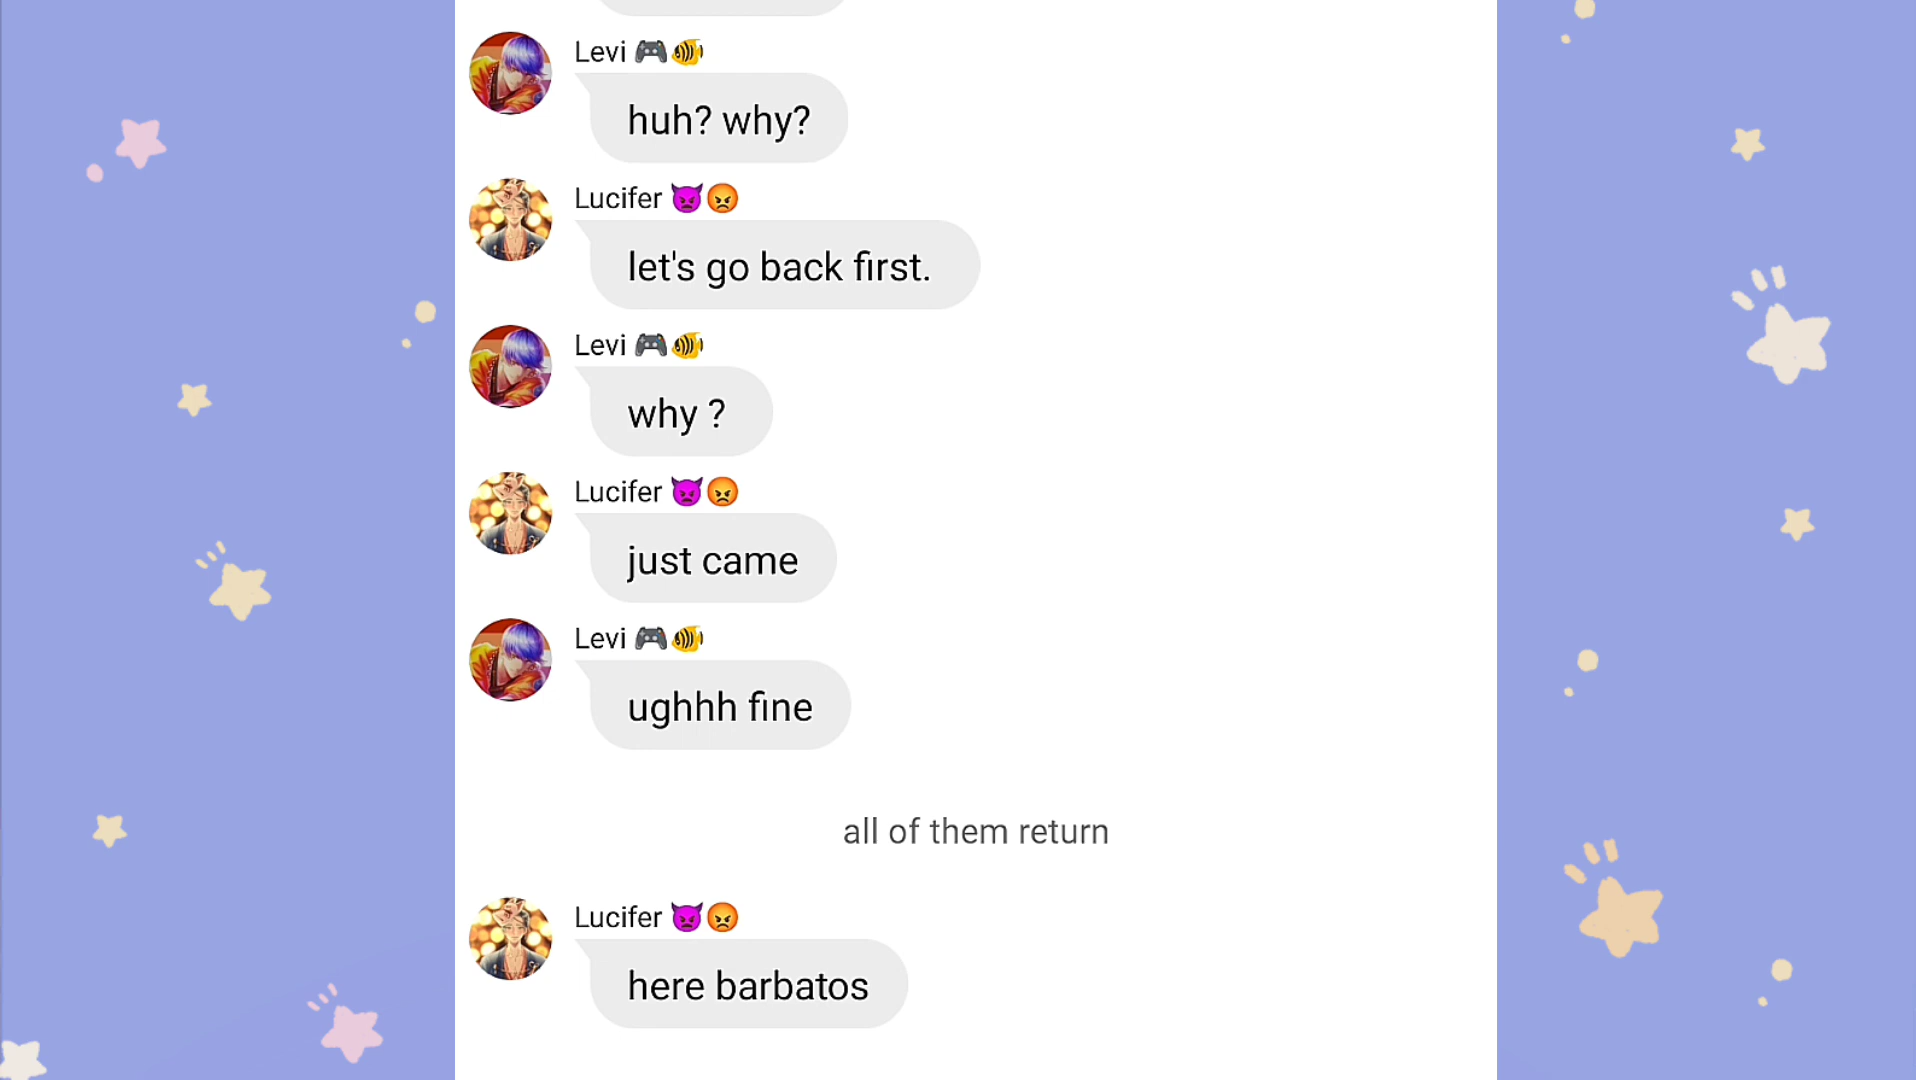 Levi 🎮🐠
huh? why?
Lucifer 😈😡
let's go back first.
Levi 🎮🐠
why ?
Lucifer 😈😡
just came
Levi 🎮🐠
ughhh fine
all of them return
Lucifer 😈😡
here barbatos